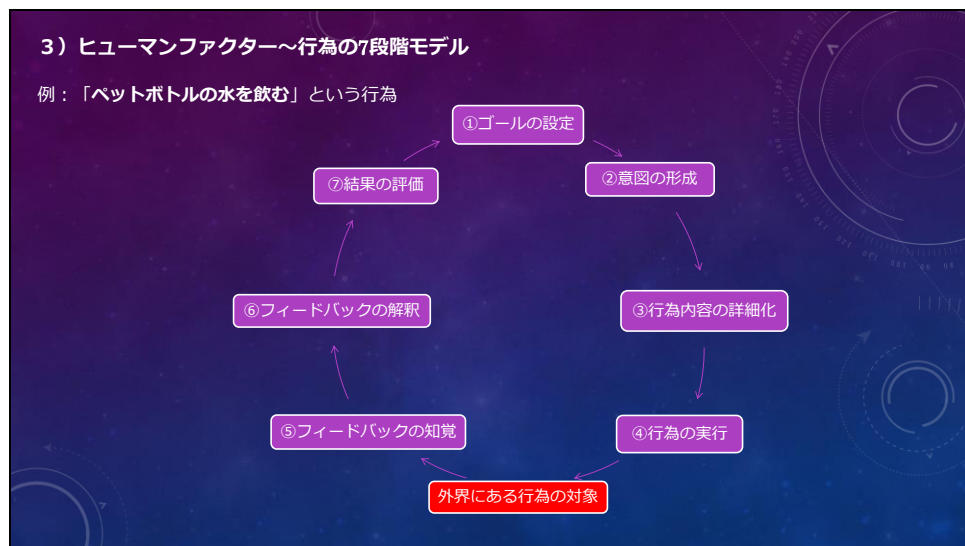 3）ヒューマンファクター～行為の7段階モデル
例：「ペットボトルの水を飲む」という行為
①ゴールの設定
②意図の形成
③行為内容の詳細化
④行為の実行
外界にある行為の対象
⑤フィードバックの知覚
⑥フィードバックの解釈
⑦結果の評価